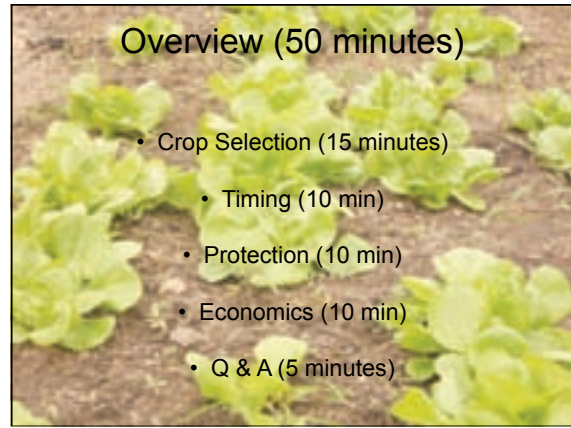 Overview (50 minutes)
• Crop Selection (15 minutes)
• Timing (10 min)
• Protection (10 min)
• Economics (10 min)
• Q & A (5 minutes)